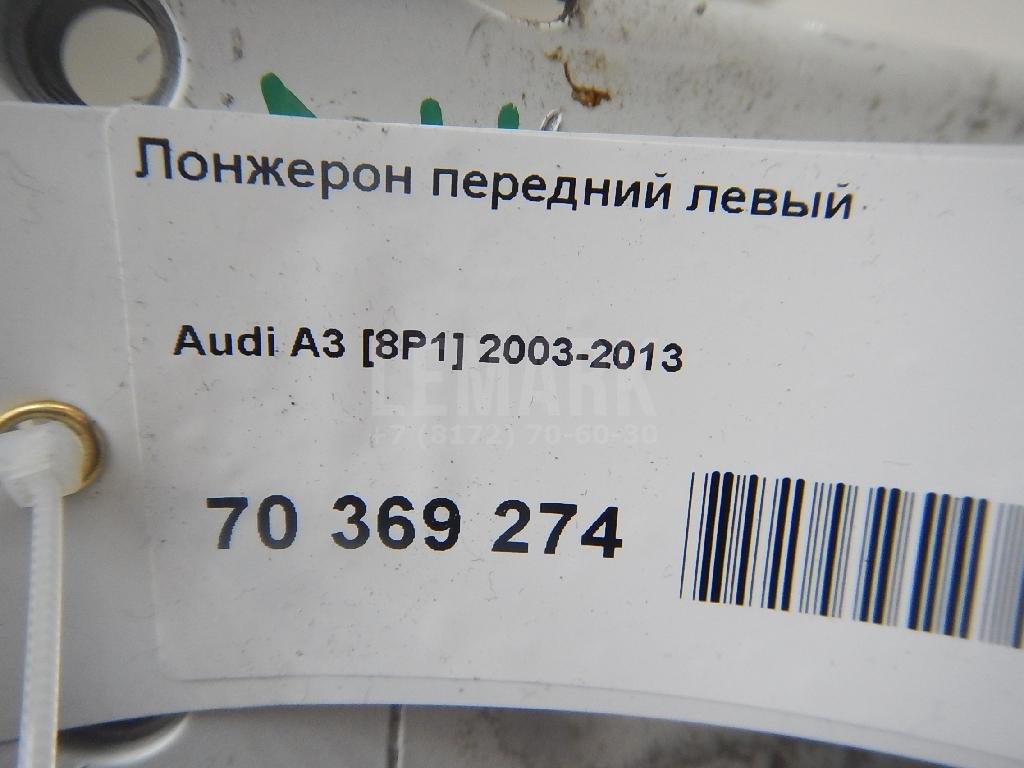 Лонжерон передний левый
Audi A3 [8P1] 2003-2013
LEMARK
+7 (8172) 70-60-30
70 369 274